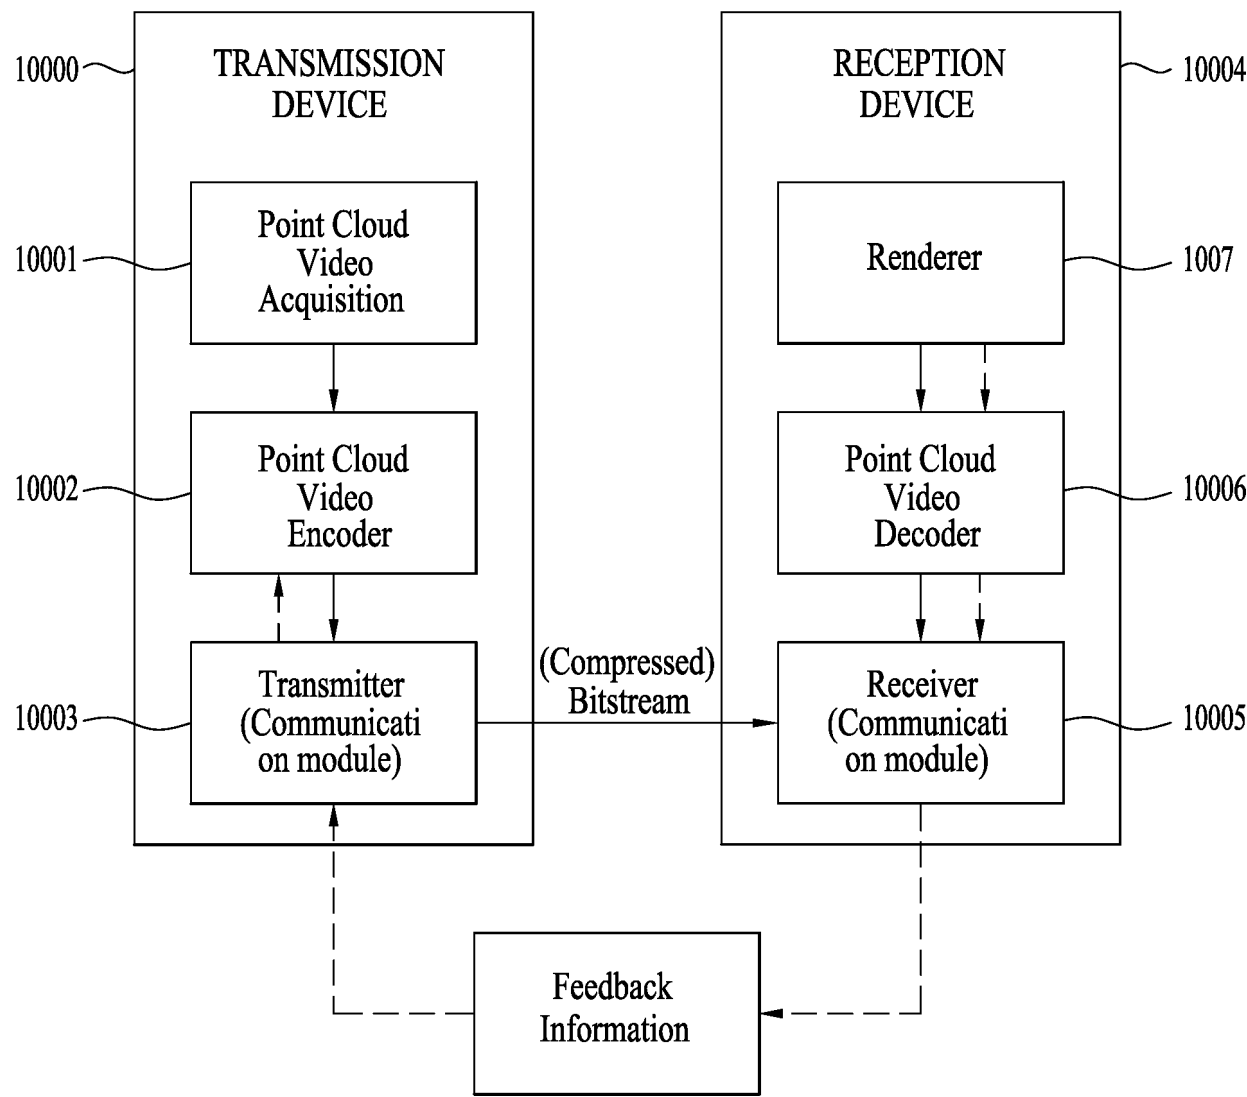 TRANSMISSION
DEVICE
10000
Point Cloud
Video
Acquisition
10001
Point Cloud
Video
Encoder
10002
Transmitter
(Communicati
on module)
10003
(Compressed)
Bitstream
RECEPTION
DEVICE
10004
Renderer
1007
Point Cloud
Video
Decoder
10006
Receiver
(Communicati
on module)
10005
Feedback
Information